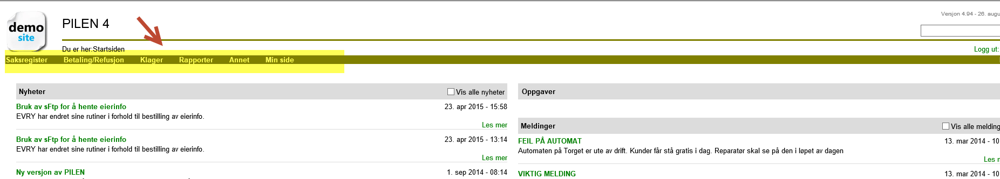 demo
site
PILEN 4
Versjon 4.94 - 26. augu
Du er her:Startsiden
Logg ut:
Saksregister Betaling/Refusjon Klager Rapporter Annet Min side
Nyheter Vis alle nyheter
Bruk av sFtp for å hente eierinfo 23. apr 2015 - 15:58
EVRY har endret sine rutiner i forhold til bestilling av eierinfo.
Les mer
Bruk av sFtp for å hente eierinfo 23. apr 2015 - 13:14
EVRY har endret sine rutiner i forhold til bestilling av eierinfo.
Les mer
Ny versjon av PILEN 1. sep 2014 - 08:14
Oppgaver
Meldinger Vis alle melding
FEIL PÅ AUTOMAT 13. mar 2014 - 10
Automaten på Torget er ute av drift. Kunder får stå gratis i dag. Reparatør skal se på den i løpet av dagen
Les
VIKTIG MELDING 13. mar 2014 - 10